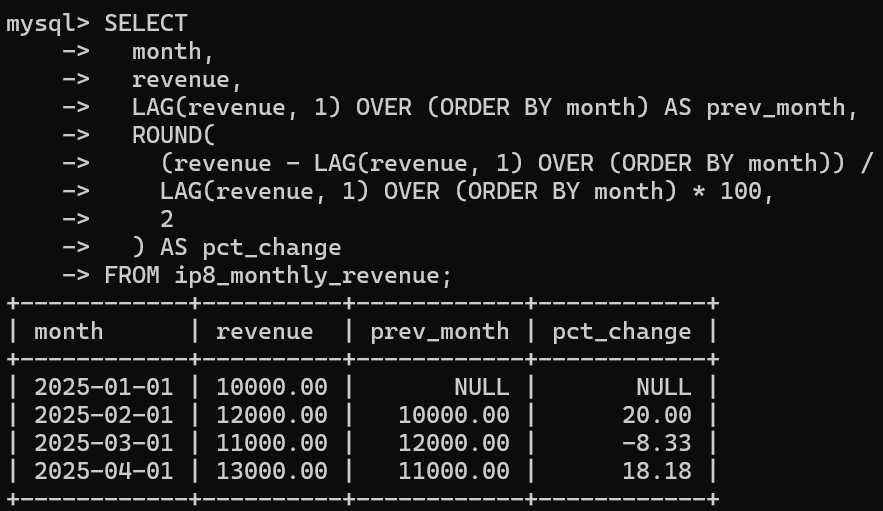 mysql> SELECT
    ->   month,
    ->   revenue,
    ->   LAG(revenue, 1) OVER (ORDER BY month) AS prev_month,
    ->   ROUND(
    ->     (revenue - LAG(revenue, 1) OVER (ORDER BY month)) /
    ->     LAG(revenue, 1) OVER (ORDER BY month) * 100,
    ->     2
    ->   ) AS pct_change
    -> FROM ip8_monthly_revenue;
+------------+----------+------------+------------+
| month      | revenue  | prev_month | pct_change |
+------------+----------+------------+------------+
| 2025-01-01 | 10000.00 |       NULL |       NULL |
| 2025-02-01 | 12000.00 |   10000.00 |      20.00 |
| 2025-03-01 | 11000.00 |   12000.00 |      -8.33 |
| 2025-04-01 | 13000.00 |   11000.00 |      18.18 |
+------------+----------+------------+------------+